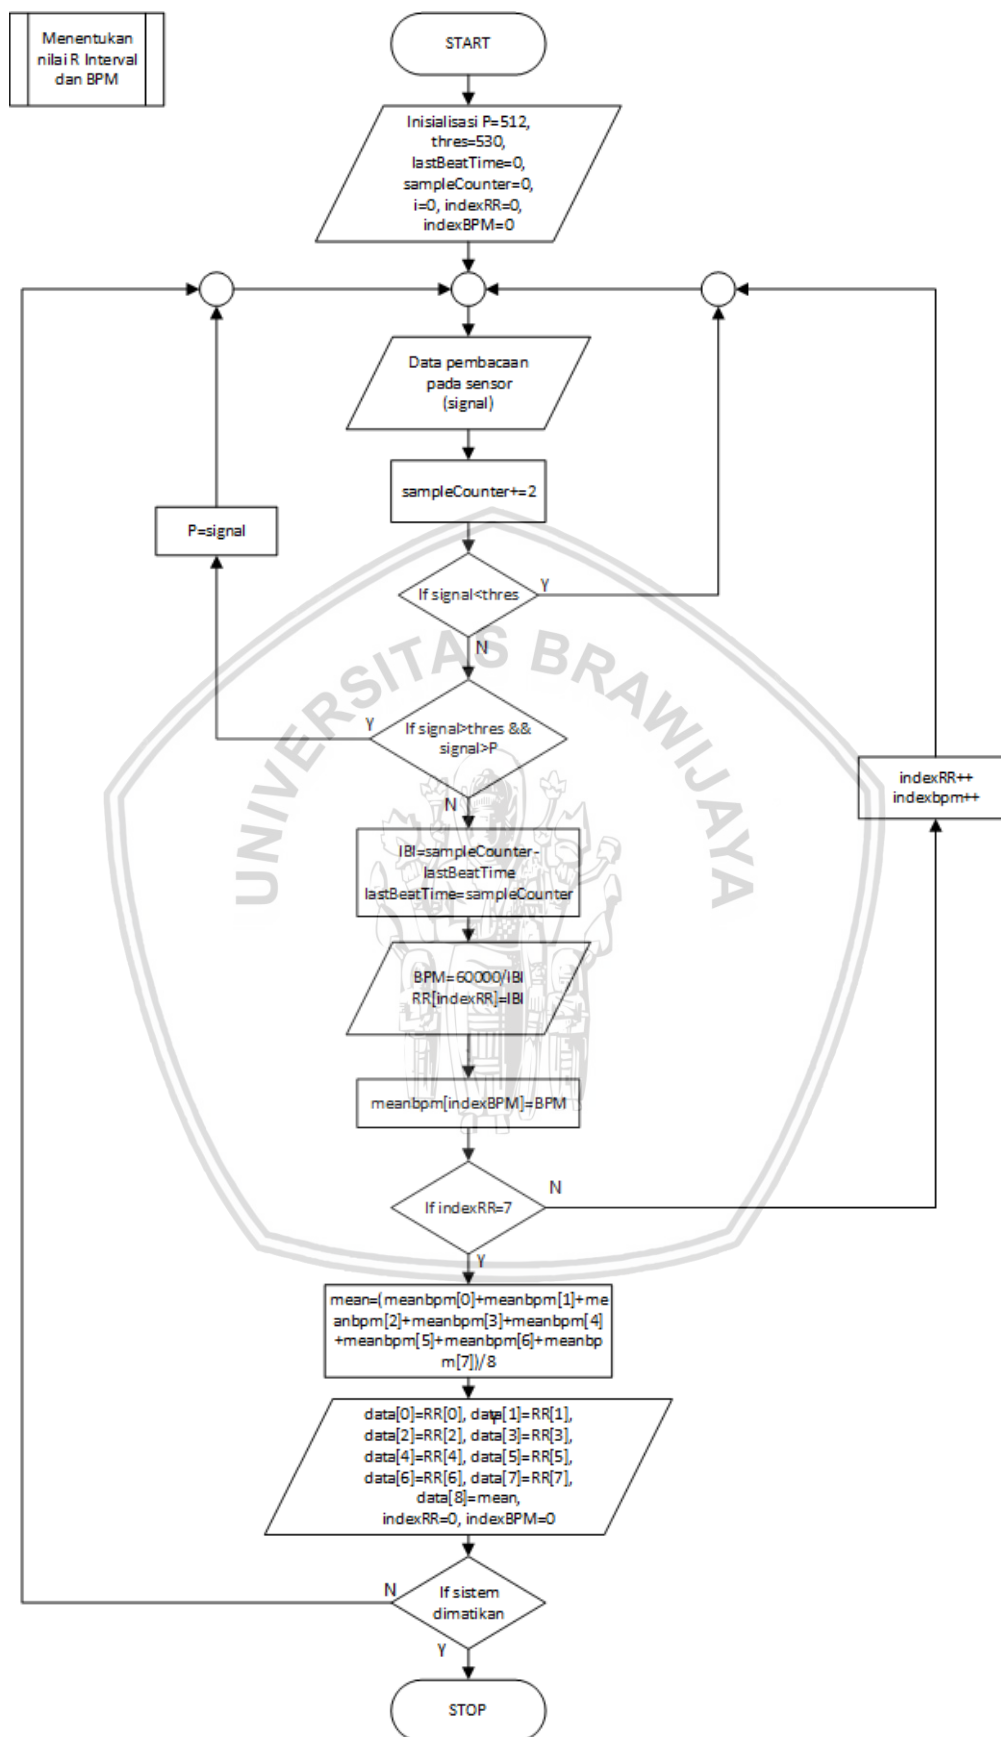 Menentukan
nilai R Interval
dan BPM
START
Inisialisasi P=512,
thres=530,
lastBeatTime=0,
sampleCounter=0,
i=0, indexRR=0,
indexBPM=0
Data pembacaan
pada sensor
(signal)
sampleCounter+=2
P=signal
If signal<thres
Y
N
UNIVERSITAS BRAWIJAYA
If signal>thres &&
signal>P
Y
N
indexRR++
indexbpm++
IBI=sampleCounter-
lastBeatTime
lastBeatTime=sampleCounter
BPM=60000/IBI
RR[indexRR]=IBI
meanbpm[indexBPM]=BPM
If indexRR=7
N
Y
mean=(meanbpm[0]+meanbpm[1]+me
anbpm[2]+meanbpm[3]+meanbpm[4]
+meanbpm[5]+meanbpm[6]+meanbp
m[7])/8
data[0]=RR[0], data[1]=RR[1],
data[2]=RR[2], data[3]=RR[3],
data[4]=RR[4], data[5]=RR[5],
data[6]=RR[6], data[7]=RR[7],
data[8]=mean,
indexRR=0, indexBPM=0
Y
If sistem
dimatikan
N
Y
STOP